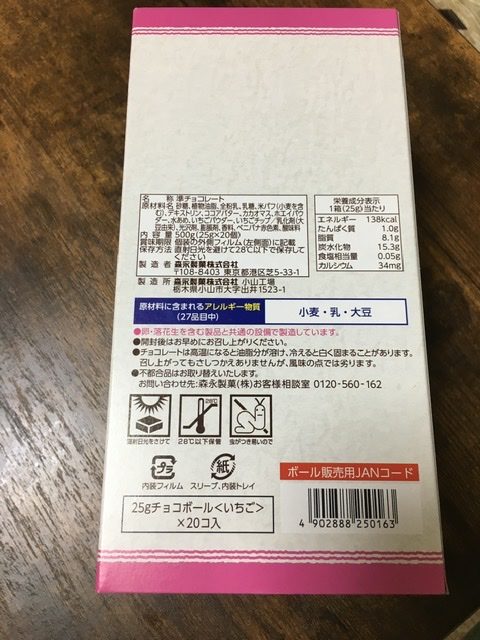 名　称 準チョコレート
原材料名 砂糖、植物油脂、全粉乳、乳糖、米パフ(小麦を含
む)、デキストリン、ココアバター、カカオマス、ホエイパウ
ダー、水あめ、いちごパウダー、いちごチップ/乳化剤(大
豆由来)、光沢剤、膨脹剤、香料、ベニバナ赤色素、酸味料
内 容 量 500g(25g×20個)
賞味期限 個装の外側フィルム(左側面)に記載
保存方法 直射日光を避けて28℃以下で保存して
ください
製 造 者 森永製菓株式会社
〒108-8403 東京都港区芝5-33-1
製 造 所 森永製菓株式会社 小山工場
栃木県小山市大字出井1523-1
栄養成分表示
1箱(25g)当たり
エネルギー 138kcal
たんぱく質 1.0g
脂質 8.1g
炭水化物 15.3g
食塩相当量 0.05g
カルシウム 34mg
原材料に含まれるアレルギー物質
(27品目中)
小麦・乳・大豆
●卵・落花生を含む製品と共通の設備で製造しています。
●開封後はお早めにお召し上がりください。
●チョコレートは高温になると油脂分が溶け、冷えると白く固まることがあります。
召し上がってもさしつかえありませんが、風味の点では劣ります。
●不都合品はお取り替えいたします。
お問い合わせ先:森永製菓(株)お客様相談室 0120-560-162
28℃
直射日光をさけて
28℃以下保管
虫がつき易いので
プラ
内装フィルム
紙
スリーブ、内装トレイ
25gチョコボール<いちご>
×20コ入
ボール販売用JANコード
4 902888 250163